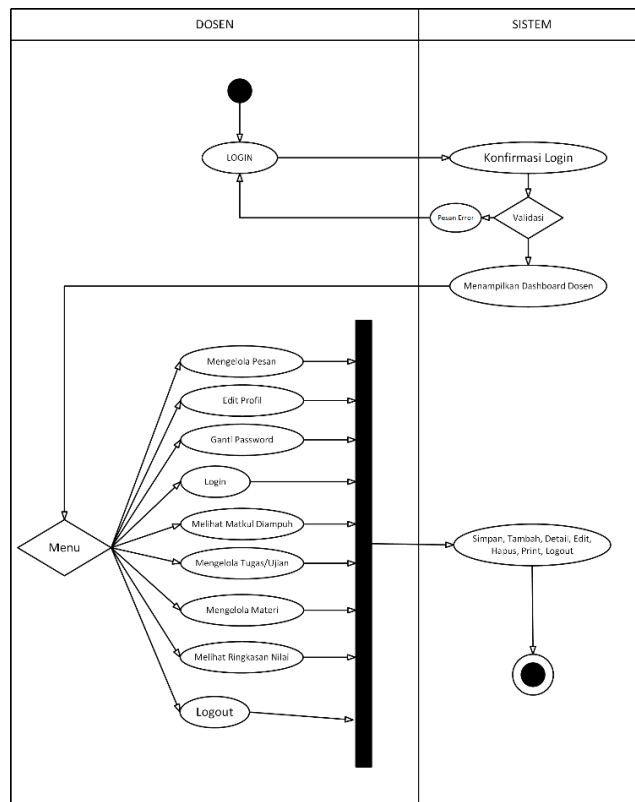 DOSEN
SISTEM
LOGIN
Konfirmasi Login
Pesan Error
Validasi
Menampilkan Dashboard Dosen
Mengelola Pesan
Edit Profil
Ganti Password
Login
Melihat Matkul Diampuh
Menu
Mengelola Tugas/Ujian
Mengelola Materi
Melihat Ringkasan Nilai
Logout
Simpan, Tambah, Detail, Edit,
Hapus, Print, Logout